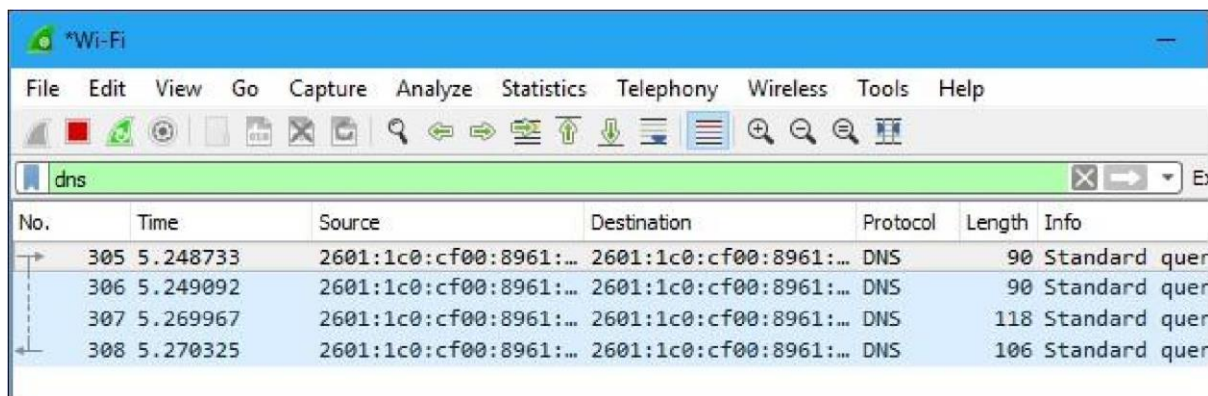 *Wi-Fi
File Edit View Go Capture Analyze Statistics Telephony Wireless Tools Help
dns Ex
No. Time Source Destination Protocol Length Info
305 5.248733 2601:1c0:cf00:8961:… 2601:1c0:cf00:8961:… DNS 90 Standard quer
306 5.249092 2601:1c0:cf00:8961:… 2601:1c0:cf00:8961:… DNS 90 Standard quer
307 5.269967 2601:1c0:cf00:8961:… 2601:1c0:cf00:8961:… DNS 118 Standard quer
308 5.270325 2601:1c0:cf00:8961:… 2601:1c0:cf00:8961:… DNS 106 Standard quer